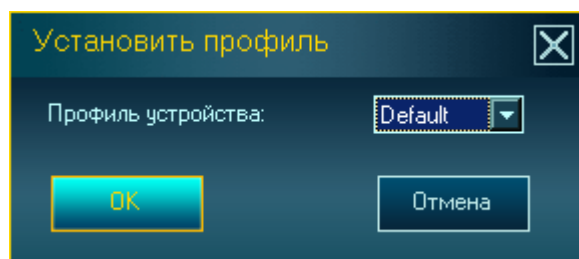 Установить профиль
Профиль устройства: Default
OK Отмена